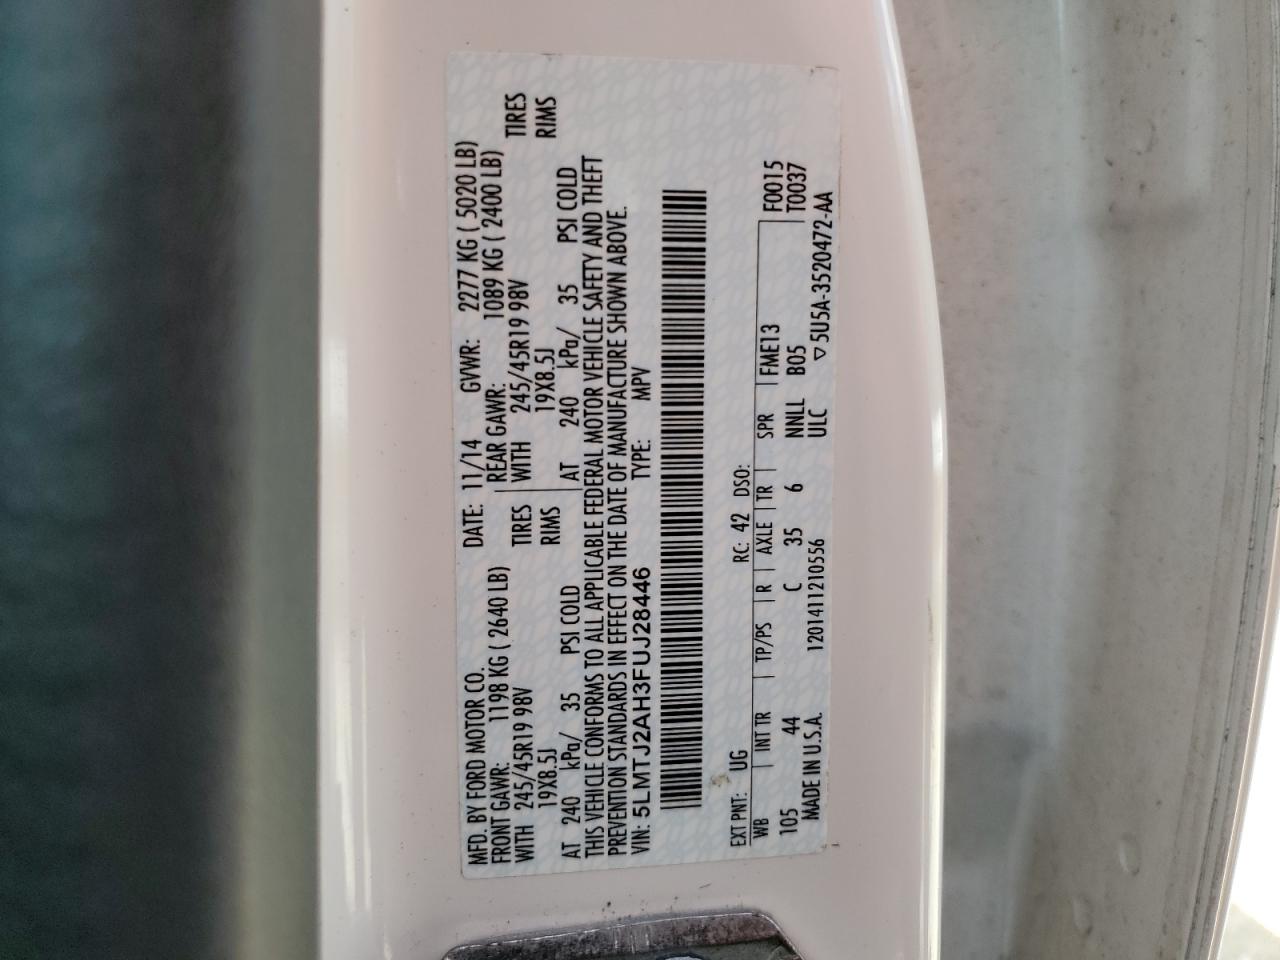 MFD. BY FORD MOTOR CO. DATE: 11/14 GVWR: 2277 KG ( 5020 LB)
FRONT GAWR: 1198 KG ( 2640 LB) REAR GAWR: 1089 KG ( 2400 LB)
WITH 245/45R19 98V TIRES WITH 245/45R19 98V TIRES
19X8.5J RIMS 19X8.5J RIMS
AT 240 kPa/ 35 PSI COLD AT 240 kPa/ 35 PSI COLD
THIS VEHICLE CONFORMS TO ALL APPLICABLE FEDERAL MOTOR VEHICLE SAFETY AND THEFT
PREVENTION STANDARDS IN EFFECT ON THE DATE OF MANUFACTURE SHOWN ABOVE.
VIN: 5LMTJ2AH3FUJ28446 TYPE: MPV
EXT PNT: UG RC: 42 DSO:
WB INT TR TP/PS R AXLE TR SPR FME13 F0015
105 44 C 35 6 NNLL B05 T0037
MADE IN U.S.A. 120141121 0556 ULC ▽5U5A-3520472-AA